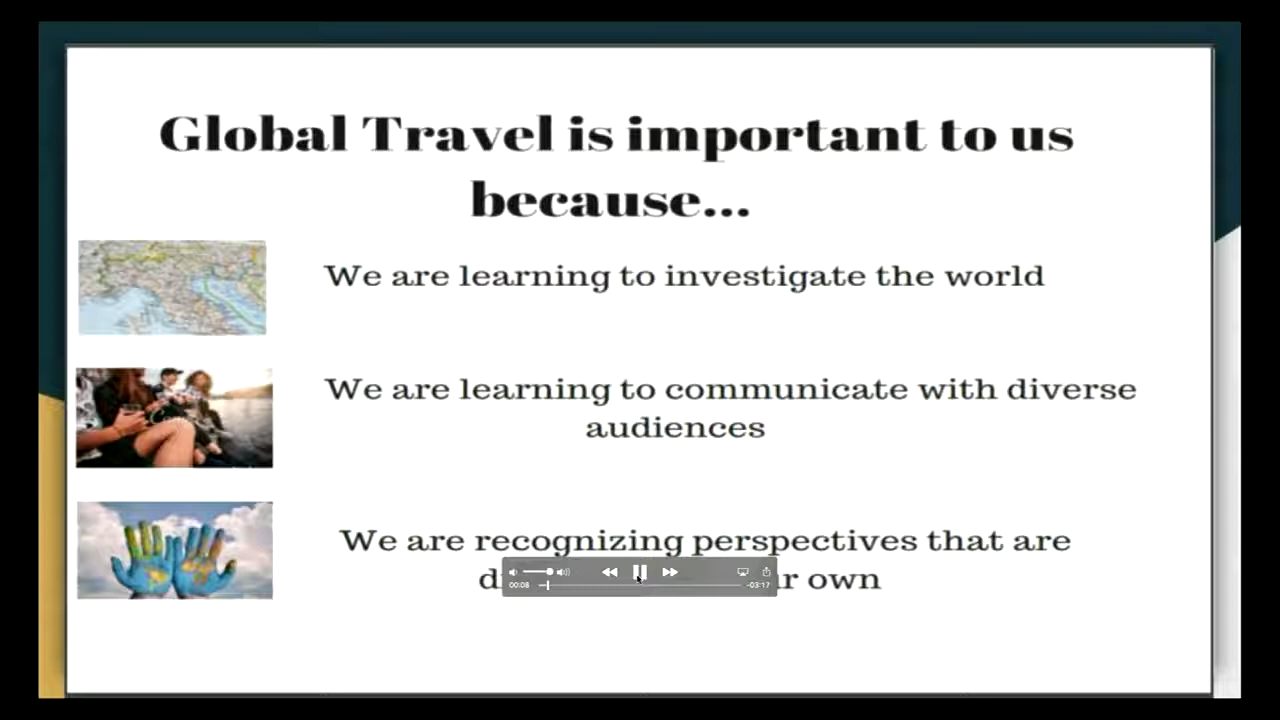 Global Travel is important to us
because...
We are learning to investigate the world
We are learning to communicate with diverse
audiences
We are recognizing perspectives that are
own
00:08
-03:17